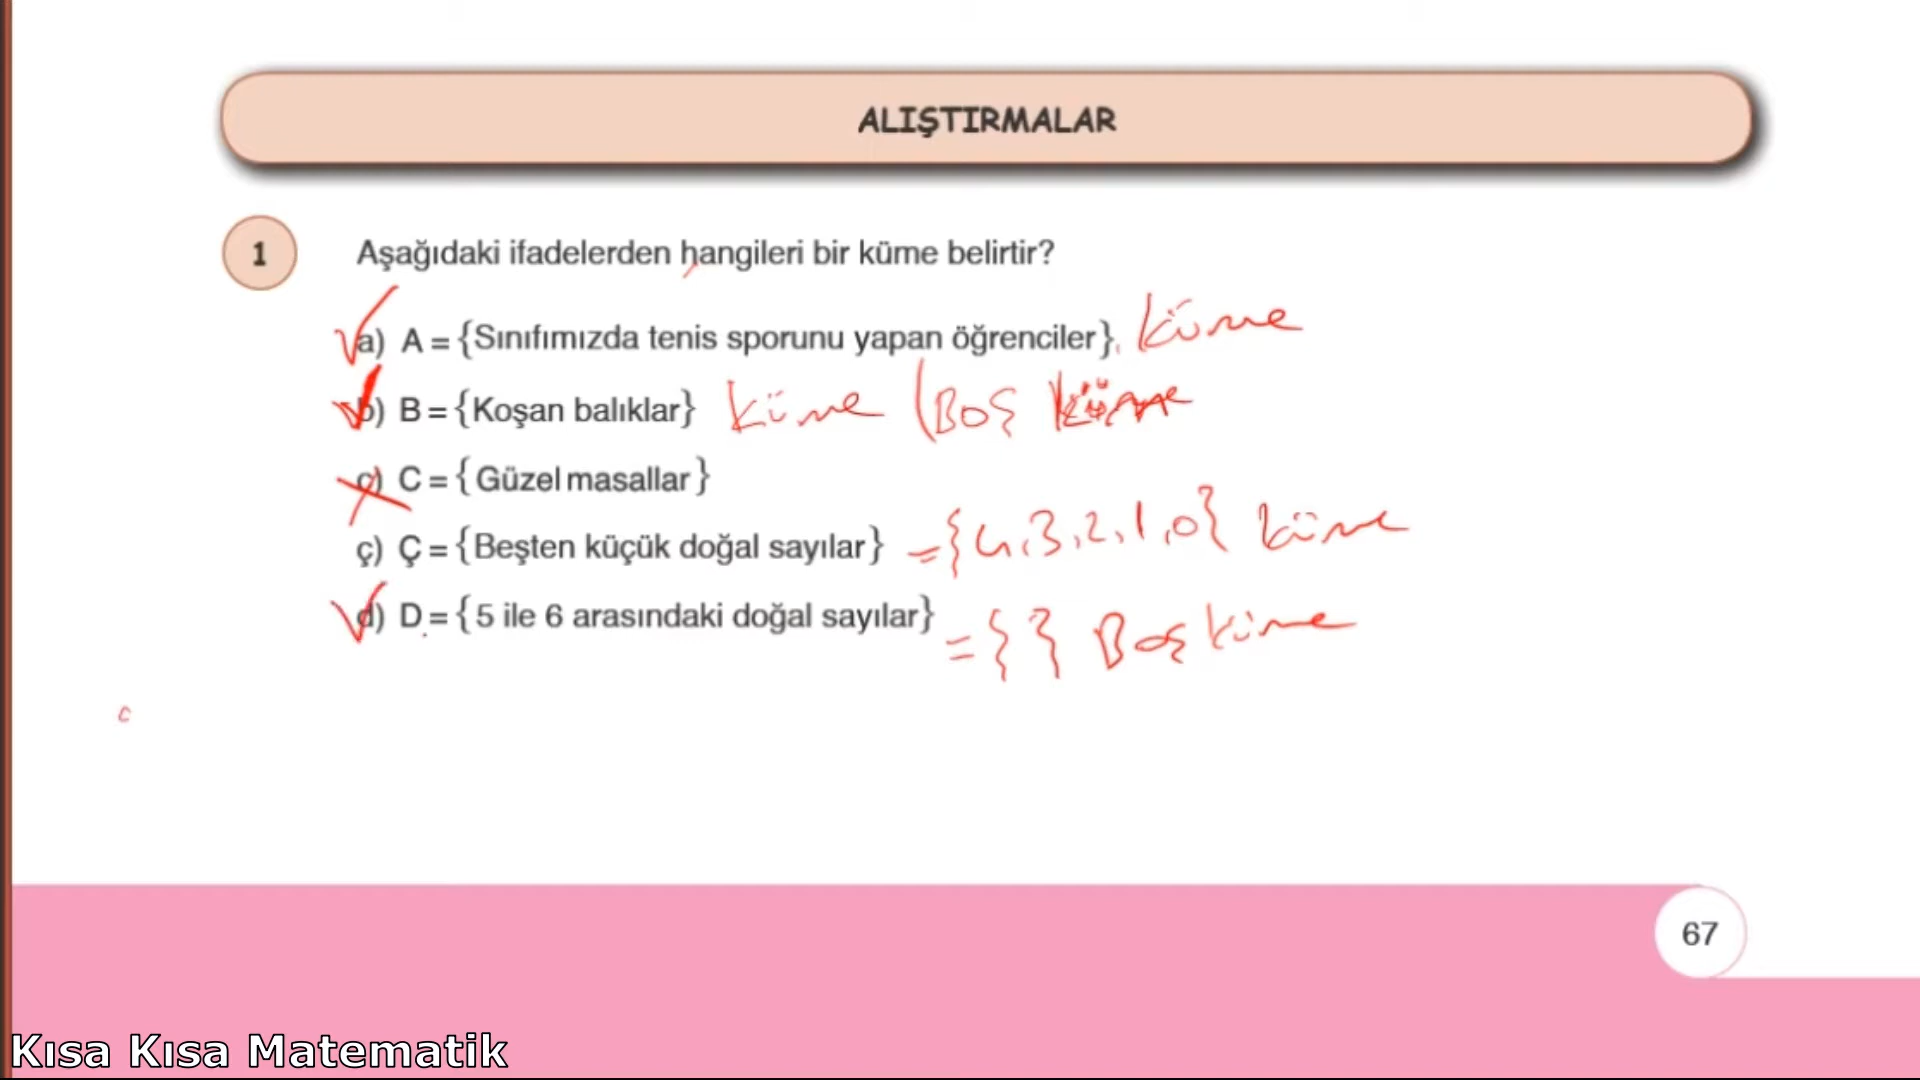 ALIŞTIRMALAR
1 Aşağıdaki ifadelerden hangileri bir küme belirtir?
a) A = {Sınıfımızda tenis sporunu yapan öğrenciler} Küme
b) B = {Koşan balıklar} Küme (Boş küme
c) C = {Güzel masallar}
ç) Ç = {Beşten küçük doğal sayılar} = {4,3,2,1,0} küme
d) D = {5 ile 6 arasındaki doğal sayılar} = { } Boş küme
67
Kısa Kısa Matematik